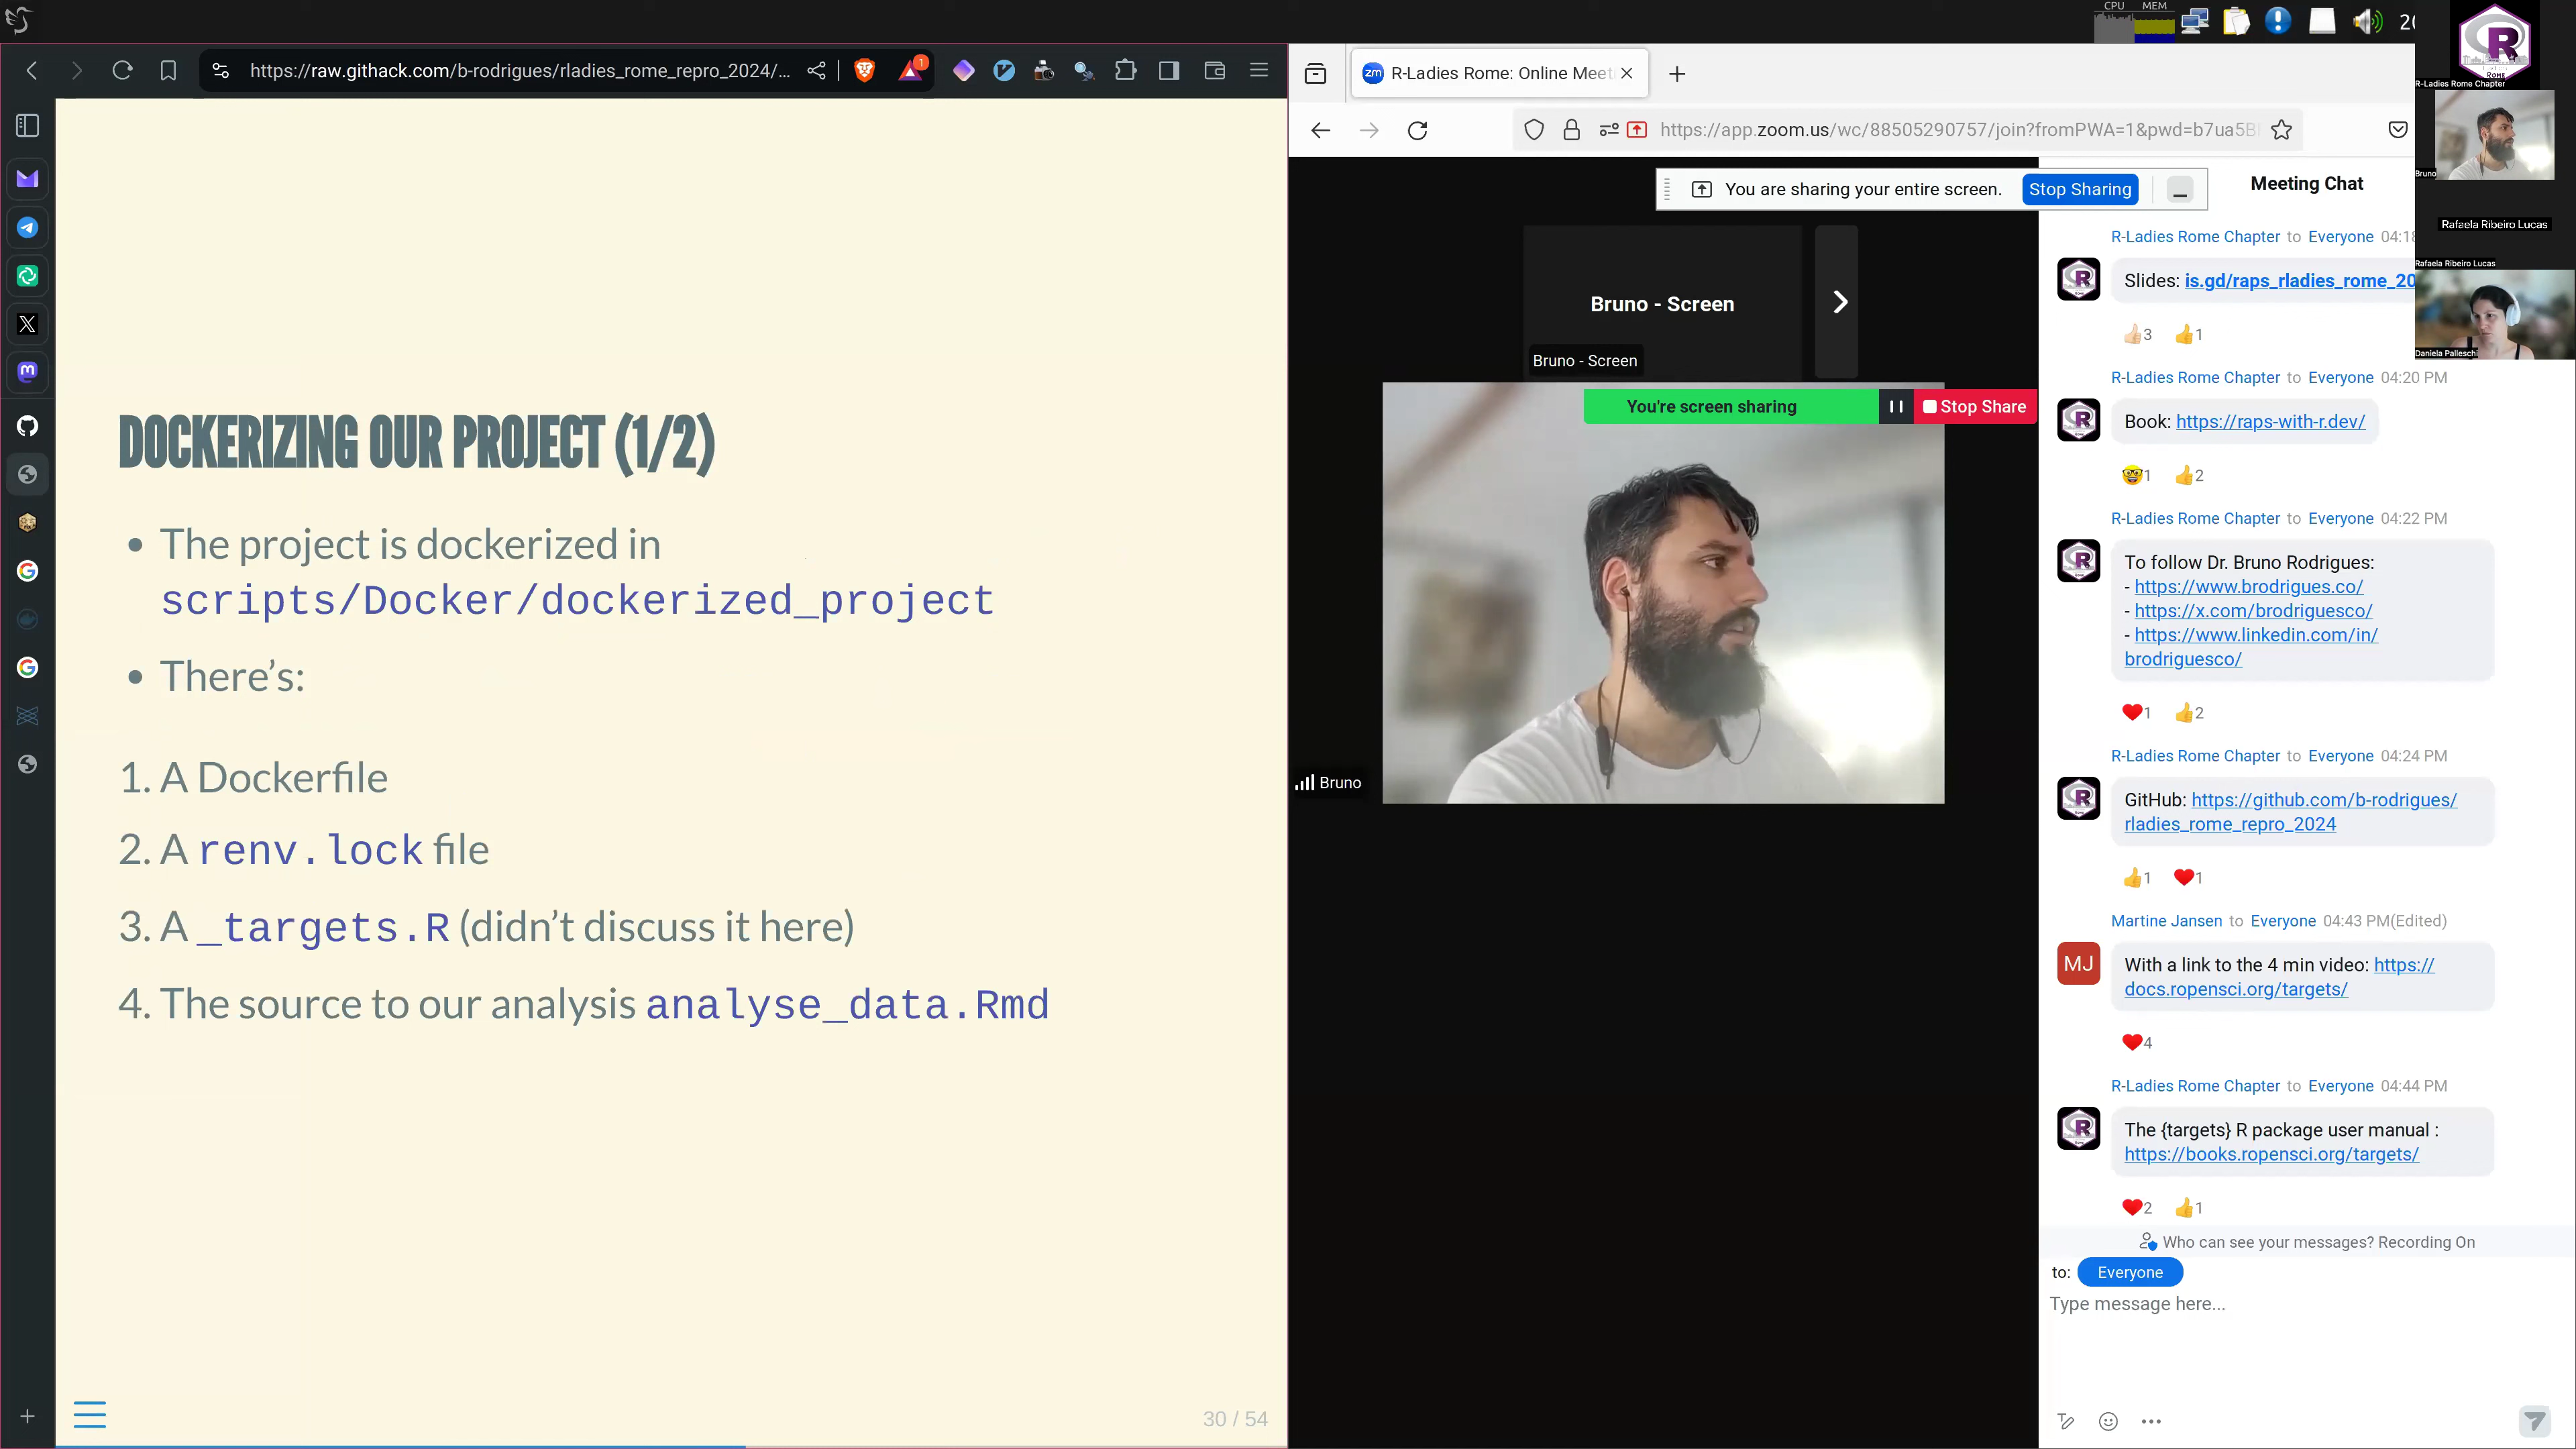 CPU MEM
https://raw.githack.com/b-rodrigues/rladies_rome_repro_2024/...
1
DOCKERIZING OUR PROJECT (1/2)
The project is dockerized in
scripts/Docker/dockerized_project
There's:
1. A Dockerfile
2. A renv.lock file
3. A _targets.R (didn't discuss it here)
4. The source to our analysis analyse_data.Rmd
30 / 54
zm R-Ladies Rome: Online Meet
https://app.zoom.us/wc/88505290757/join?fromPWA=1&pwd=b7ua5B
You are sharing your entire screen.
Stop Sharing
Bruno - Screen
Bruno - Screen
You're screen sharing
Stop Share
Bruno
Meeting Chat
R-Ladies Rome Chapter to Everyone 04:18
Slides: is.gd/raps_rladies_rome_20
3 1
R-Ladies Rome Chapter to Everyone 04:20 PM
Book: https://raps-with-r.dev/
1 2
R-Ladies Rome Chapter to Everyone 04:22 PM
To follow Dr. Bruno Rodrigues:
- https://www.brodrigues.co/
- https://x.com/brodriguesco/
- https://www.linkedin.com/in/
brodriguesco/
1 2
R-Ladies Rome Chapter to Everyone 04:24 PM
GitHub: https://github.com/b-rodrigues/
rladies_rome_repro_2024
1 1
Martine Jansen to Everyone 04:43 PM(Edited)
MJ
With a link to the 4 min video: https://
docs.ropensci.org/targets/
4
R-Ladies Rome Chapter to Everyone 04:44 PM
The {targets} R package user manual :
https://books.ropensci.org/targets/
2 1
Who can see your messages? Recording On
to: Everyone
Type message here...
R
ROME
R-Ladies Rome Chapter
Bruno
Rafaela Ribeiro Lucas
Rafaela Ribeiro Lucas
Daniela Palleschi